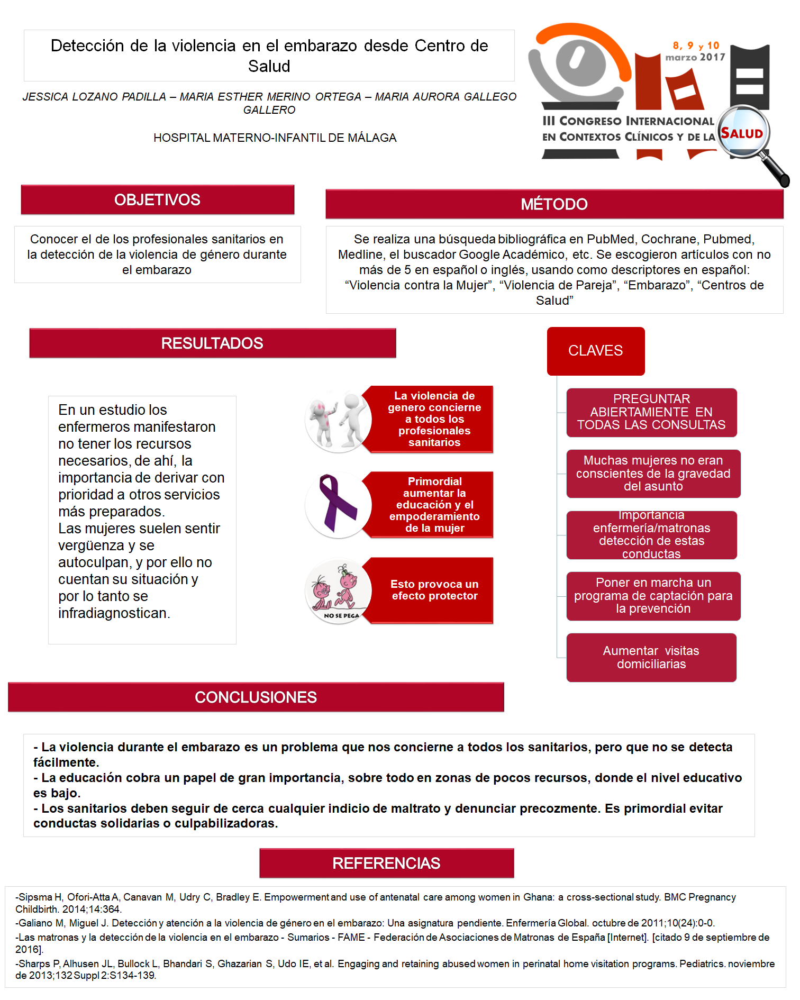 Detección de la violencia en el embarazo desde Centro de
Salud
JESSICA LOZANO PADILLA – MARIA ESTHER MERINO ORTEGA – MARIA AURORA GALLEGO
GALLERO
HOSPITAL MATERNO-INFANTIL DE MÁLAGA
8, 9 y 10
marzo 2017
III CONGRESO INTERNACIONAL
EN CONTEXTOS CLÍNICOS Y DE LA SALUD
OBJETIVOS
Conocer el de los profesionales sanitarios en
la detección de la violencia de género durante
el embarazo
MÉTODO
Se realiza una búsqueda bibliográfica en PubMed, Cochrane, Pubmed,
Medline, el buscador Google Académico, etc. Se escogieron artículos con no
más de 5 en español o inglés, usando como descriptores en español:
“Violencia contra la Mujer”, “Violencia de Pareja”, “Embarazo”, “Centros de
Salud”
RESULTADOS
En un estudio los
enfermeros manifestaron
no tener los recursos
necesarios, de ahí, la
importancia de derivar con
prioridad a otros servicios
más preparados.
Las mujeres suelen sentir
vergüenza y se
autoculpan, y por ello no
cuentan su situación y
por lo tanto se
infradiagnostican.
La violencia de
genero concierne
a todos los
profesionales
sanitarios
Primordial
aumentar la
educación y el
empoderamiento
de la mujer
NO SE PEGA
Esto provoca un
efecto protector
CLAVES
PREGUNTAR
ABIERTAMIENTE EN
TODAS LAS CONSULTAS
Muchas mujeres no eran
conscientes de la gravedad
del asunto
Importancia
enfermería/matronas
detección de estas
conductas
Poner en marcha un
programa de captación para
la prevención
Aumentar visitas
domiciliarias
CONCLUSIONES
- La violencia durante el embarazo es un problema que nos concierne a todos los sanitarios, pero que no se detecta
fácilmente.
- La educación cobra un papel de gran importancia, sobre todo en zonas de pocos recursos, donde el nivel educativo
es bajo.
- Los sanitarios deben seguir de cerca cualquier indicio de maltrato y denunciar precozmente. Es primordial evitar
conductas solidarias o culpabilizadoras.
REFERENCIAS
-Sipsma H, Ofori-Atta A, Canavan M, Udry C, Bradley E. Empowerment and use of antenatal care among women in Ghana: a cross-sectional study. BMC Pregnancy
Childbirth. 2014;14:364.
-Galiano M, Miguel J. Detección y atención a la violencia de género en el embarazo: Una asignatura pendiente. Enfermería Global. octubre de 2011;10(24):0-0.
-Las matronas y la detección de la violencia en el embarazo - Sumarios - FAME - Federación de Asociaciones de Matronas de España [Internet]. [citado 9 de septiembre de
2016].
-Sharps P, Alhusen JL, Bullock L, Bhandari S, Ghazarian S, Udo IE, et al. Engaging and retaining abused women in perinatal home visitation programs. Pediatrics. noviembre
de 2013;132 Suppl 2:S134-139.